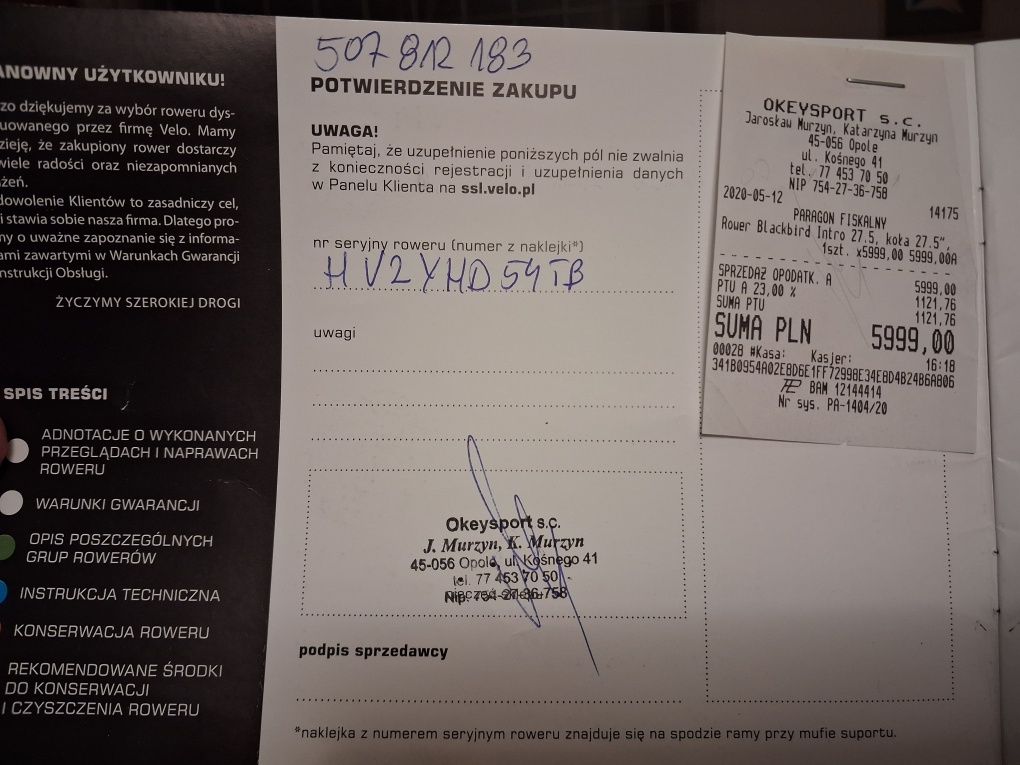 ANOWNY UŻYTKOWNIKU!
zo dziękujemy za wybór roweru dys-
uowanego przez firmę Velo. Mamy
zieję, że zakupiony rower dostarczy
wiele radości oraz niezapomnianych
żeń.
dowolenie Klientów to zasadniczy cel,
i stawia sobie nasza firma. Dlatego pro-
my o uważne zapoznanie się z informa-
ami zawartymi w Warunkach Gwarancji
nstrukcji Obsługi.
ŻYCZYMY SZEROKIEJ DROGI
SPIS TREŚCI
ADNOTACJE O WYKONANYCH
PRZEGLĄDACH I NAPRAWACH
ROWERU
WARUNKI GWARANCJI
OPIS POSZCZEGÓLNYCH
GRUP ROWERÓW
INSTRUKCJA TECHNICZNA
KONSERWACJA ROWERU
REKOMENDOWANE ŚRODKI
DO KONSERWACJI
I CZYSZCZENIA ROWERU
507 812 183
POTWIERDZENIE ZAKUPU
UWAGA!
Pamiętaj, że uzupełnienie poniższych pól nie zwalnia
z konieczności rejestracji i uzupełnienia danych
w Panelu Klienta na ssl.velo.pl
nr seryjny roweru (numer z naklejki*)
HV2YHD54TB
uwagi
Okeysport s.c.
J. Murzyn, K. Murzyn
45-056 Opole, ul. Kośnego 41
tel. 77 453 70 50
Nip. 754-27-36-758
podpis sprzedawcy
*naklejka z numerem seryjnym roweru znajduje się na spodzie ramy przy mufie suportu.
OKEYSPORT s.c.
Jarosław Murzyn, Katarzyna Murzyn
45-056 Opole
ul. Kośnego 41
tel. 77 453 70 50
NIP 754-27-36-758
2020-05-12 14175
PARAGON FISKALNY
Rower Blackbird Intro 27.5, koła 27.5",
1szt. x5999,00 5999,00A
SPRZEDAŻ OPODATK. A 5999,00
PTU A 23,00 % 1121,76
SUMA PTU 1121,76
SUMA PLN 5999,00
00028 #Kasa: Kasjer: 16:18
341B0954A02E8D6E1FF72998E34E8D4B24B6A806
BAM 12144414
Nr sys. PA-1404/20